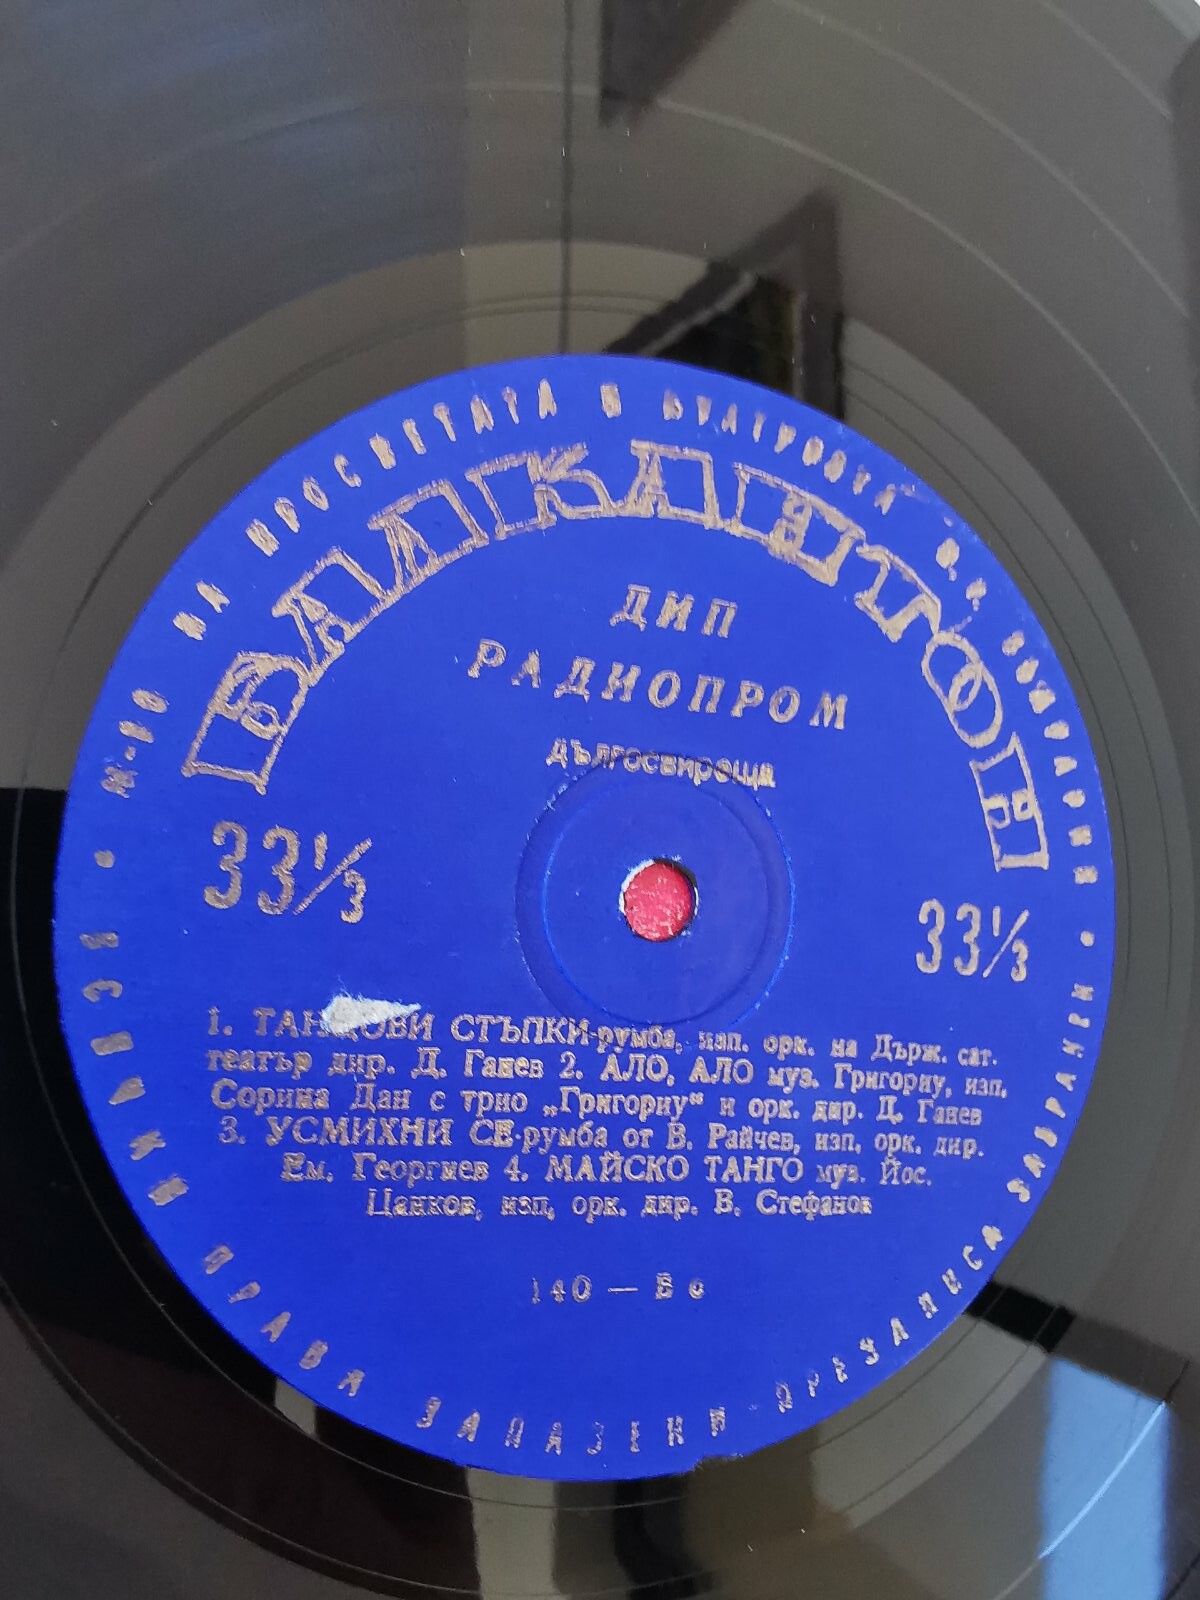 М-ВО НА ПРОСВЕТАТА И КУЛТУРАТА
БАЛКАНТОН
ДИП
РАДИОПРОМ
дългосвиреща
33⅓
33⅓
1. ТАНЦОВИ СТЪПКИ-румба, изп. орк. на Държ. сат.
театър дир. Д. Ганев 2. АЛО, АЛО муз. Григориу, изп.
Сорина Дан с трио „Григориу“ и орк. дир. Д. Ганев
3. УСМИХНИ СЕ-румба от В. Райчев, изп. орк. дир.
Ем. Георгиев 4. МАЙСКО ТАНГО муз. Йос.
Цанков, изп. орк. дир. В. Стефанов
140 —
ПРАВА ЗАПАЗЕНИ-ПРЕЗАПИСА ЗАБРАНЕН